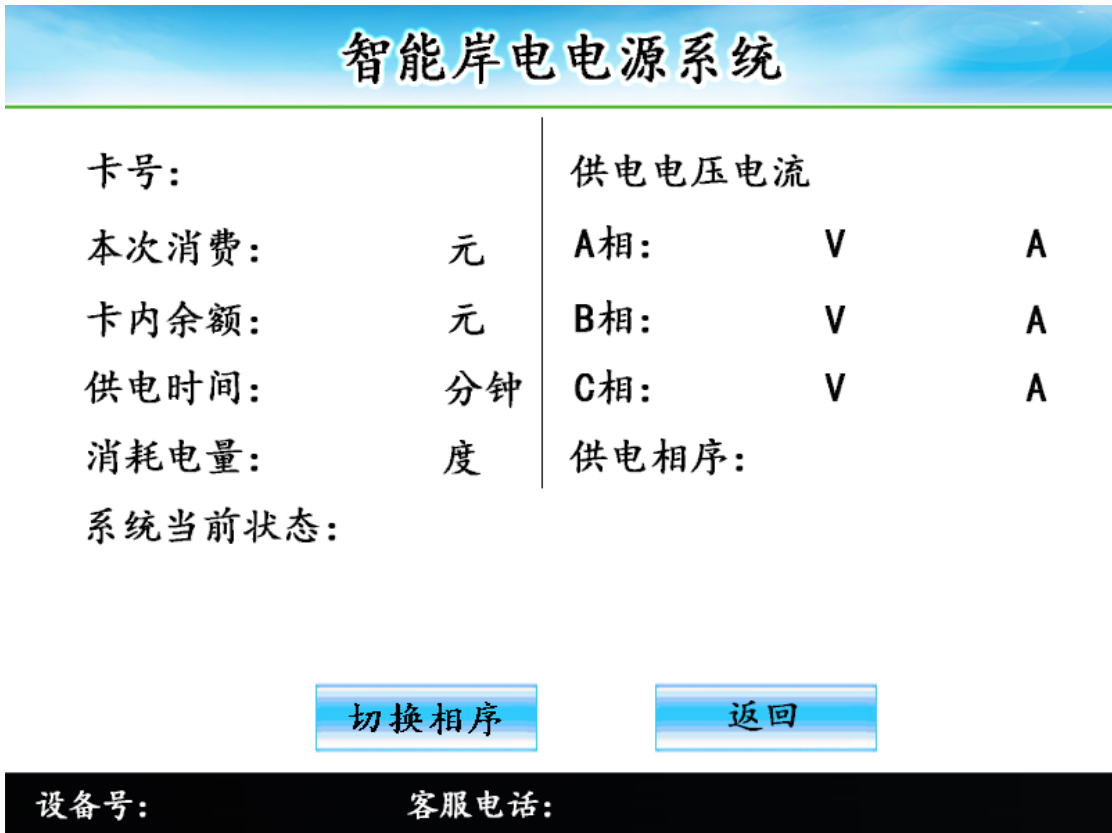 智能岸电电源系统
卡号:
本次消费: 元
卡内余额: 元
供电时间: 分钟
消耗电量: 度
系统当前状态:
供电电压电流
A相: V A
B相: V A
C相: V A
供电相序:
切换相序 返回
设备号: 客服电话: